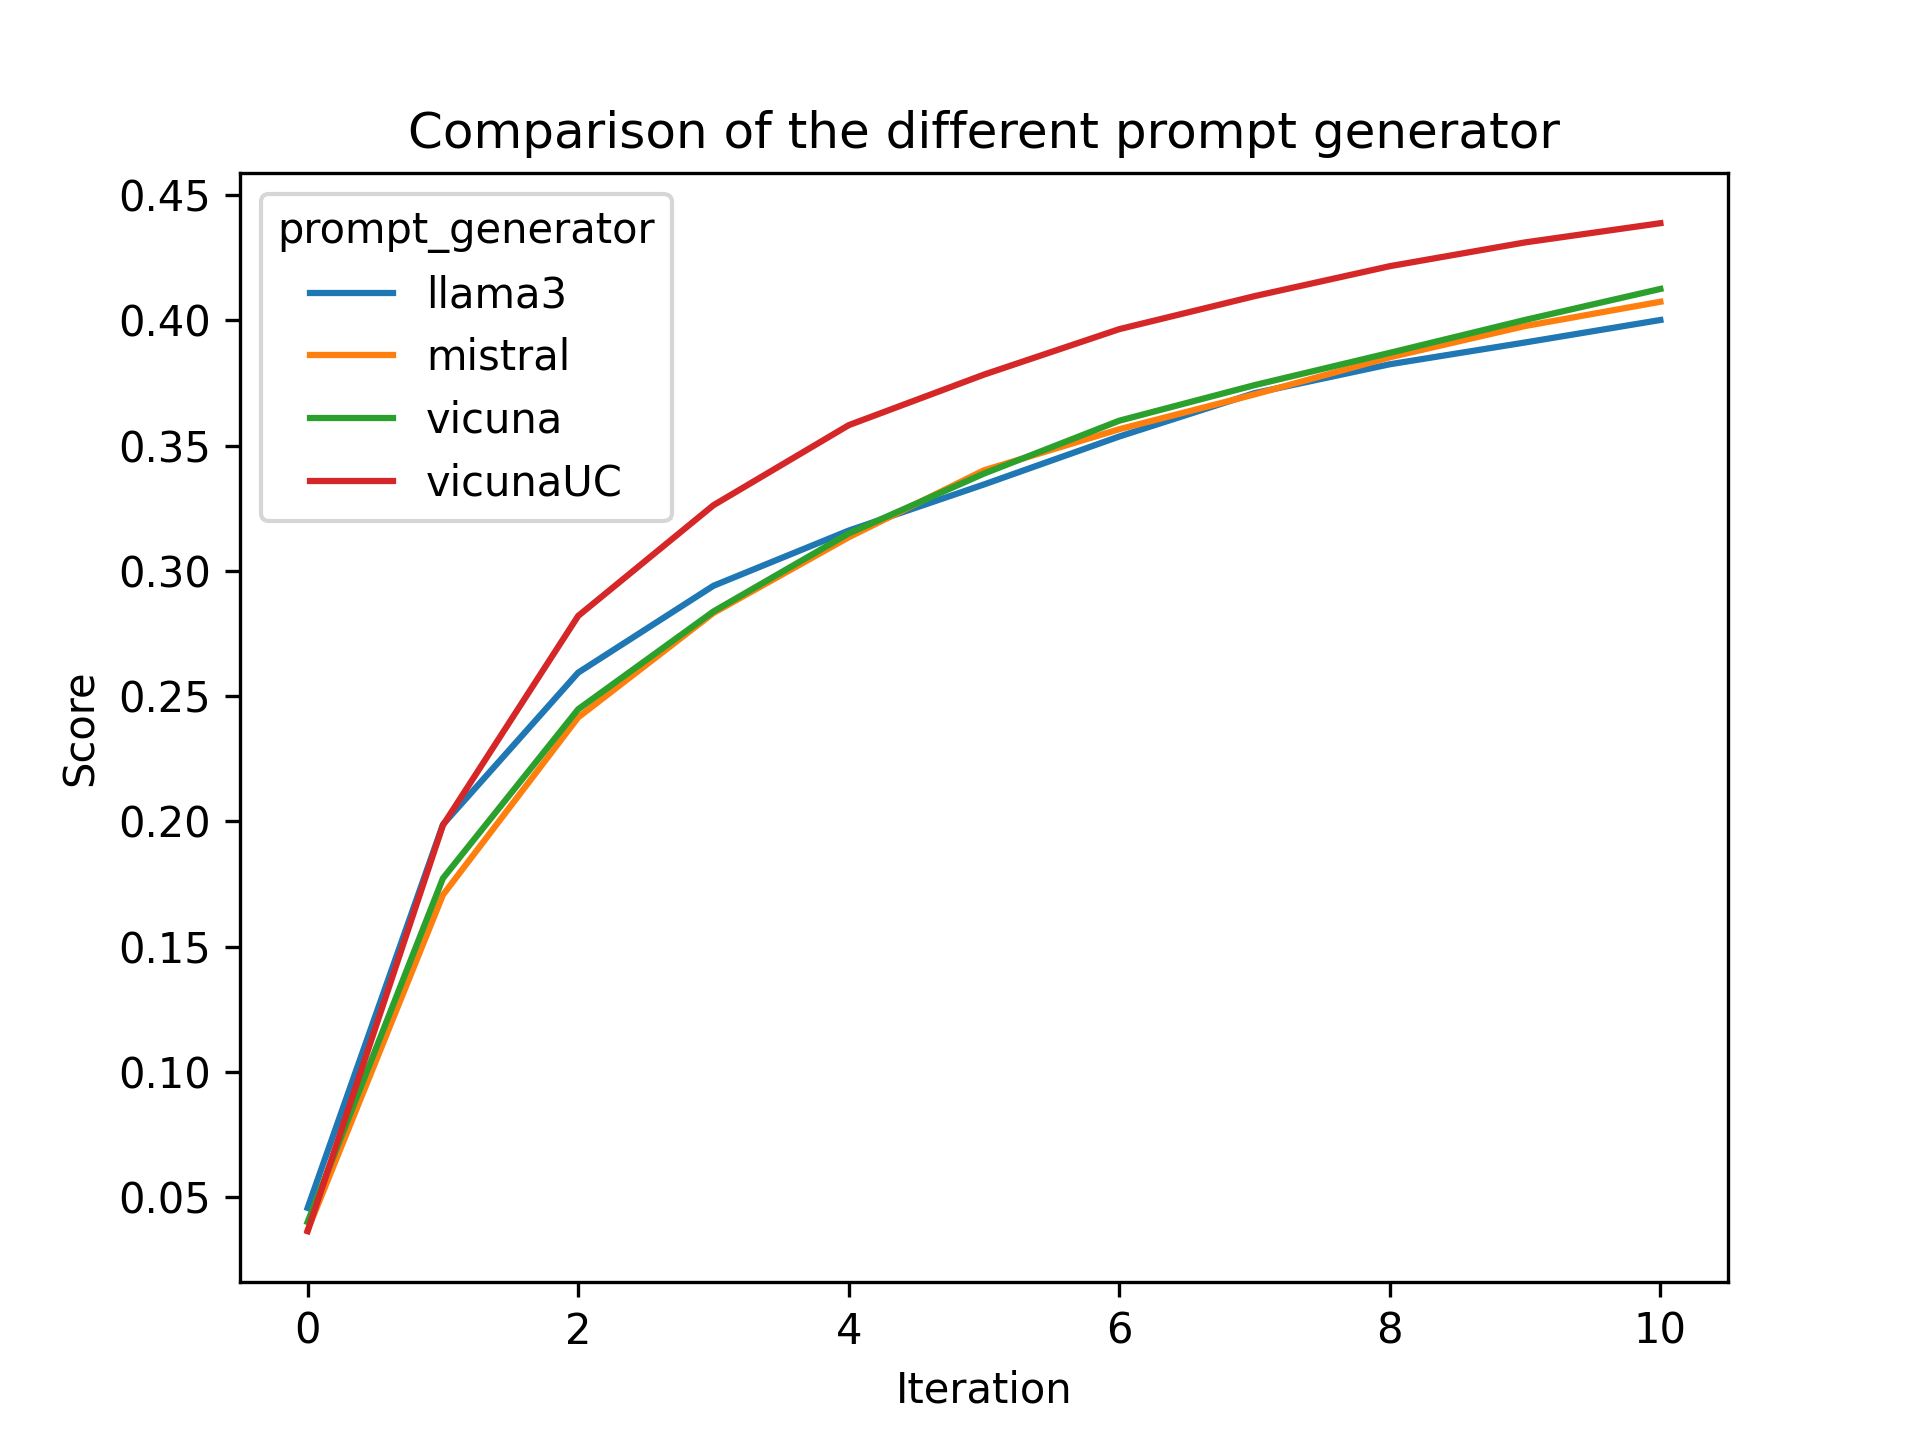 Comparison of the different prompt generator
prompt_generator
llama3
mistral
vicuna
vicunaUC
Score
0.45
0.40
0.35
0.30
0.25
0.20
0.15
0.10
0.05
0 2 4 6 8 10
Iteration